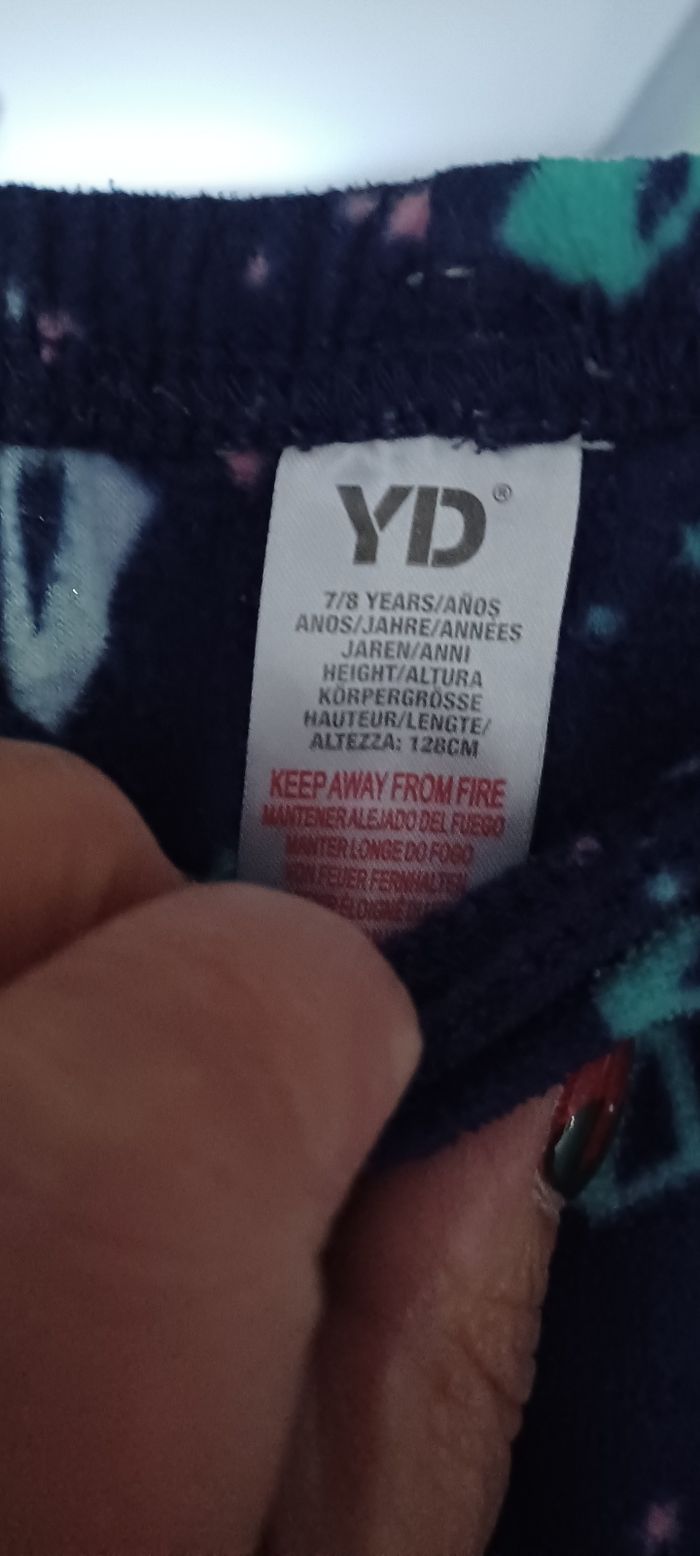 YD®
7/8 YEARS/AÑOS
ANOS/JAHRE/ANNÉES
JAREN/ANNI
HEIGHT/ALTURA
KÖRPERGRÖSSE
HAUTEUR/LENGTE/
ALTEZZA: 128CM
KEEP AWAY FROM FIRE
MANTENER ALEJADO DEL FUEGO
MANTER LONGE DO FOGO
VON FEUER FERNHALTEN
ÉLOIGNÉ